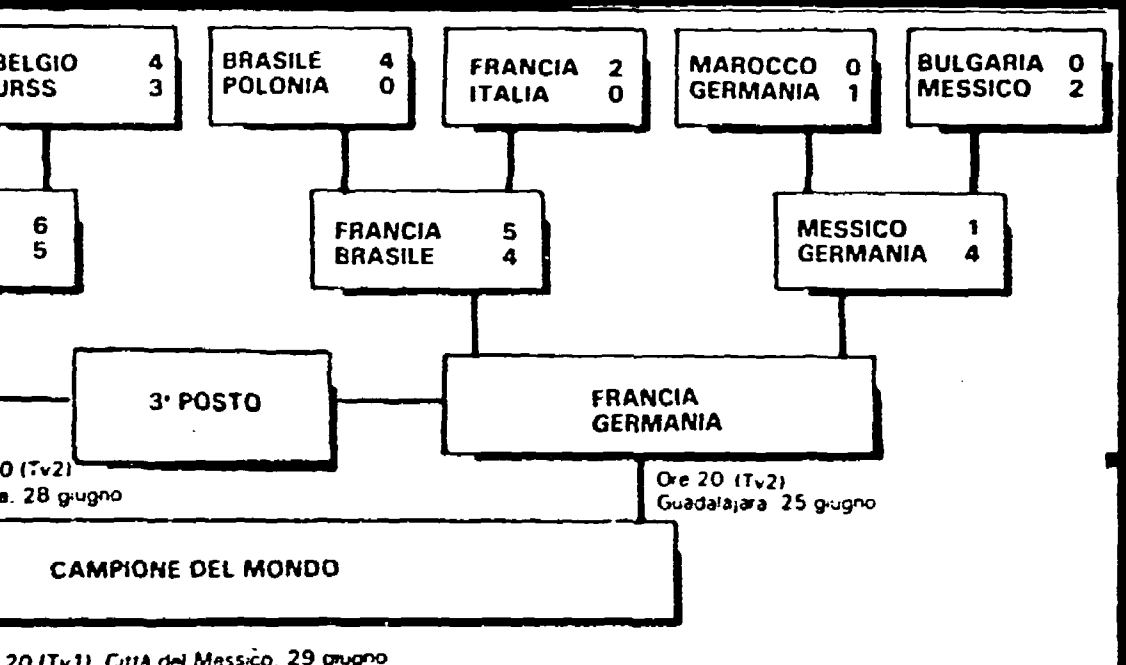 BELGIO 4
URSS 3
BRASILE 4
POLONIA 0
FRANCIA 2
ITALIA 0
MAROCCO 0
GERMANIA 1
BULGARIA 0
MESSICO 2
6
5
FRANCIA 5
BRASILE 4
MESSICO 1
GERMANIA 4
3° POSTO
FRANCIA
GERMANIA
0 (Tv2)
a. 28 giugno
Ore 20 (Tv2)
Guadalajara 25 giugno
CAMPIONE DEL MONDO
20 (Tv1) Città del Messico, 29 giugno